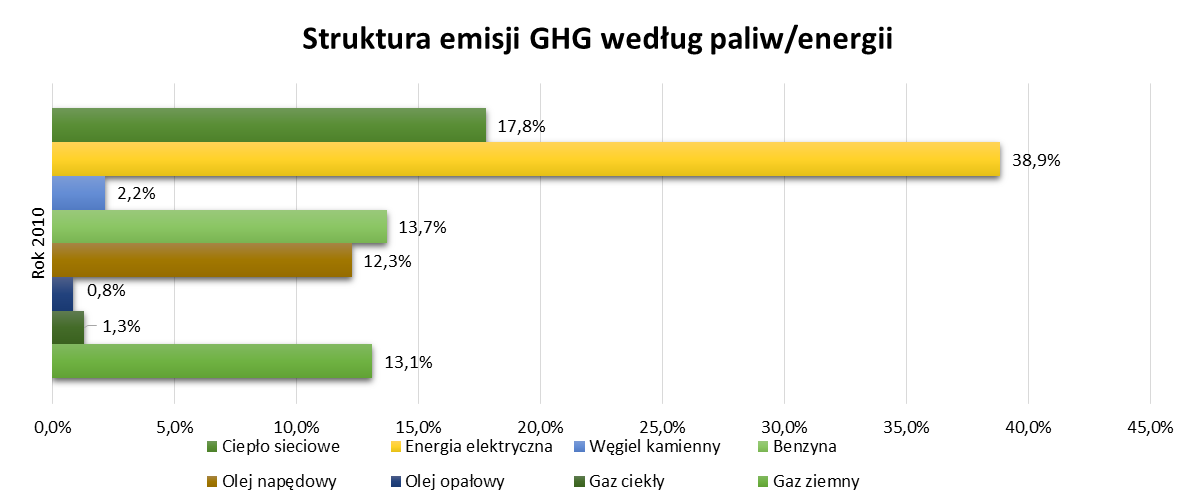 Struktura emisji GHG według paliw/energii
17,8%
38,9%
2,2%
13,7%
12,3%
0,8%
1,3%
13,1%
Rok 2010
0,0% 5,0% 10,0% 15,0% 20,0% 25,0% 30,0% 35,0% 40,0% 45,0%
Ciepło sieciowe Energia elektryczna Węgiel kamienny Benzyna
Olej napędowy Olej opałowy Gaz ciekły Gaz ziemny